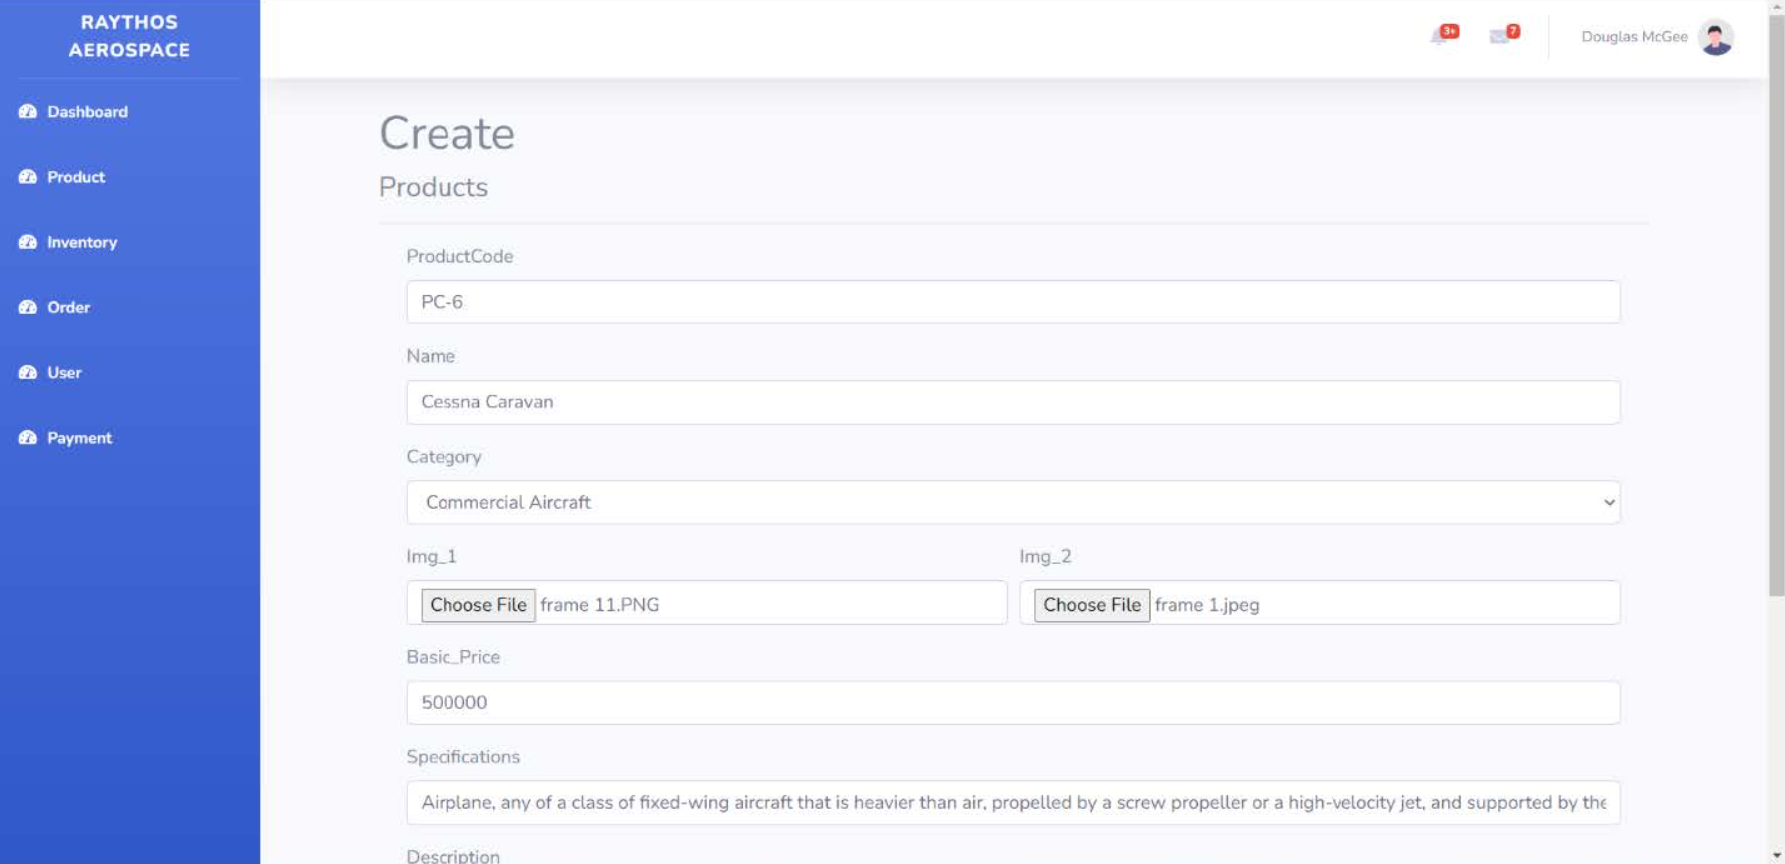 RAYTHOS
AEROSPACE
Dashboard
Product
Inventory
Order
User
Payment
3+
7
Douglas McGee
Create
Products
ProductCode
PC-6
Name
Cessna Caravan
Category
Commercial Aircraft
Img_1
Img_2
Choose File frame 11.PNG
Choose File frame 1.jpeg
Basic_Price
500000
Specifications
Airplane, any of a class of fixed-wing aircraft that is heavier than air, propelled by a screw propeller or a high-velocity jet, and supported by the
Description